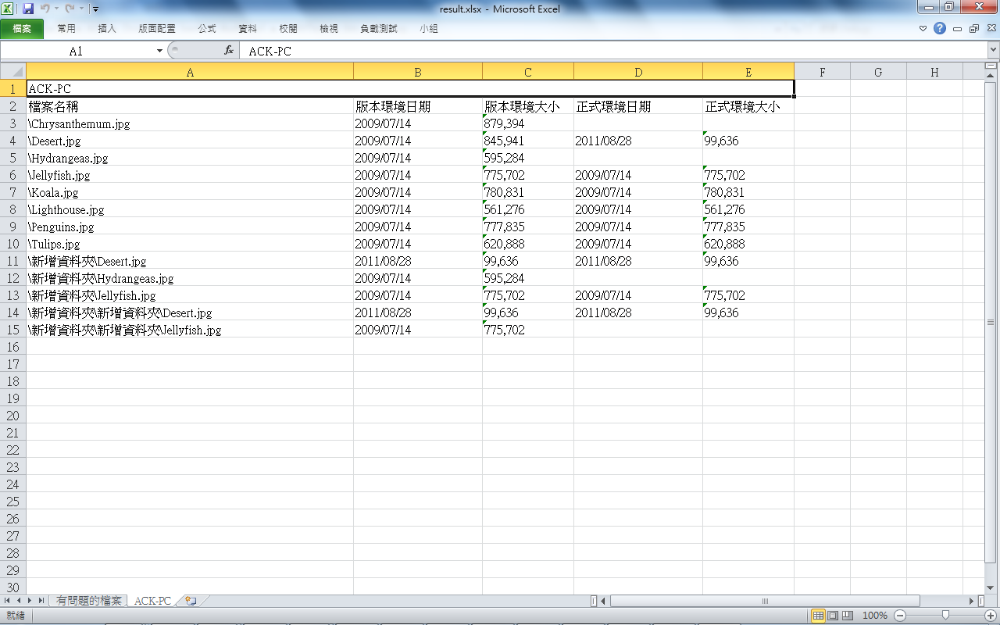 result.xlsx - Microsoft Excel
檔案 常用 插入 版面配置 公式 資料 校閱 檢視 負載測試 小組
A1 fx ACK-PC
A B C D E F G H
1 ACK-PC
2 檔案名稱 版本環境日期 版本環境大小 正式環境日期 正式環境大小
3 \Chrysanthemum.jpg 2009/07/14 879,394
4 \Desert.jpg 2009/07/14 845,941 2011/08/28 99,636
5 \Hydrangeas.jpg 2009/07/14 595,284
6 \Jellyfish.jpg 2009/07/14 775,702 2009/07/14 775,702
7 \Koala.jpg 2009/07/14 780,831 2009/07/14 780,831
8 \Lighthouse.jpg 2009/07/14 561,276 2009/07/14 561,276
9 \Penguins.jpg 2009/07/14 777,835 2009/07/14 777,835
10 \Tulips.jpg 2009/07/14 620,888 2009/07/14 620,888
11 \新增資料夾\Desert.jpg 2011/08/28 99,636 2011/08/28 99,636
12 \新增資料夾\Hydrangeas.jpg 2009/07/14 595,284
13 \新增資料夾\Jellyfish.jpg 2009/07/14 775,702 2009/07/14 775,702
14 \新增資料夾\新增資料夾\Desert.jpg 2011/08/28 99,636 2011/08/28 99,636
15 \新增資料夾\新增資料夾\Jellyfish.jpg 2009/07/14 775,702
16
17
18
19
20
21
22
23
24
25
26
27
28
29
30
有問題的檔案 ACK-PC
就緒 100%